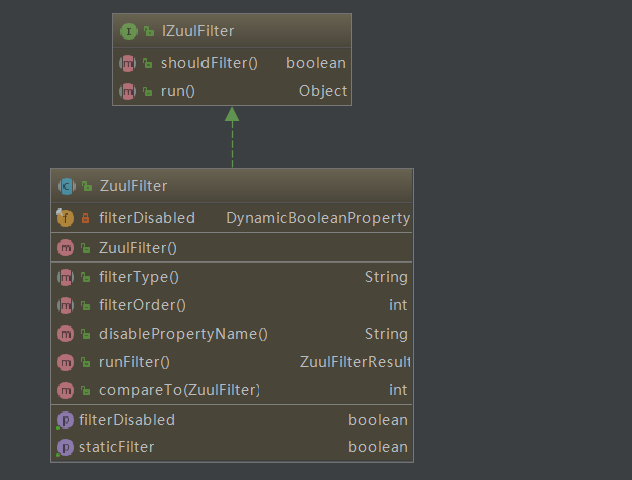 I IZuulFilter
m shouldFilter() boolean
m run() Object
C ZuulFilter
f filterDisabled DynamicBooleanProperty
m ZuulFilter()
m filterType() String
m filterOrder() int
m disablePropertyName() String
m runFilter() ZuulFilterResult
m compareTo(ZuulFilter) int
p filterDisabled boolean
p staticFilter boolean